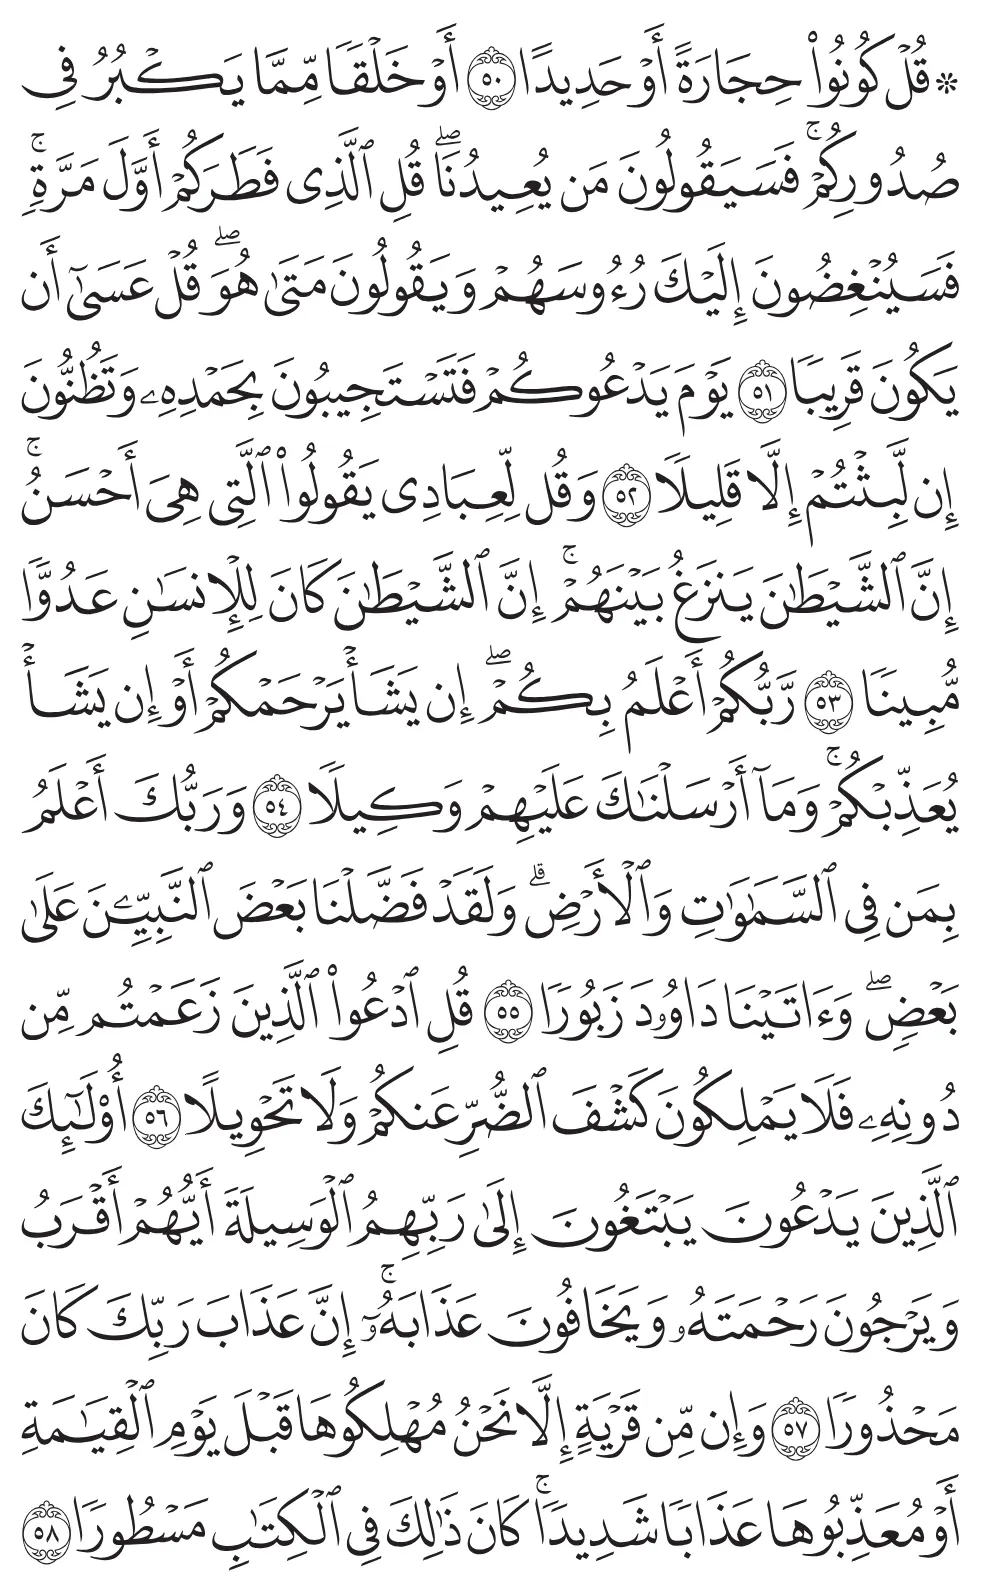 ۞ قُلۡ كُونُواْ حِجَارَةً أَوۡ حَدِيدًا ٥٠ أَوۡ خَلۡقٗا مِّمَّا يَكۡبُرُ فِي
صُدُورِكُمۡۚ فَسَيَقُولُونَ مَن يُعِيدُنَاۖ قُلِ ٱلَّذِي فَطَرَكُمۡ أَوَّلَ مَرَّةٖۚ
فَسَيُنۡغِضُونَ إِلَيۡكَ رُءُوسَهُمۡ وَيَقُولُونَ مَتَىٰ هُوَۖ قُلۡ عَسَىٰٓ أَن
يَكُونَ قَرِيبٗا ٥١ يَوۡمَ يَدۡعُوكُمۡ فَتَسۡتَجِيبُونَ بِحَمۡدِهِۦ وَتَظُنُّونَ
إِن لَّبِثۡتُمۡ إِلَّا قَلِيلٗا ٥٢ وَقُل لِّعِبَادِي يَقُولُواْ ٱلَّتِي هِيَ أَحۡسَنُۚ
إِنَّ ٱلشَّيۡطَٰنَ يَنزَغُ بَيۡنَهُمۡۚ إِنَّ ٱلشَّيۡطَٰنَ كَانَ لِلۡإِنسَٰنِ عَدُوّٗا
مُّبِينٗا ٥٣ رَّبُّكُمۡ أَعۡلَمُ بِكُمۡۖ إِن يَشَأۡ يَرۡحَمۡكُمۡ أَوۡ إِن يَشَأۡ
يُعَذِّبۡكُمۡۚ وَمَآ أَرۡسَلۡنَٰكَ عَلَيۡهِمۡ وَكِيلٗا ٥٤ وَرَبُّكَ أَعۡلَمُ
بِمَن فِي ٱلسَّمَٰوَٰتِ وَٱلۡأَرۡضِۗ وَلَقَدۡ فَضَّلۡنَا بَعۡضَ ٱلنَّبِيِّـۧنَ عَلَىٰ
بَعۡضٖۖ وَءَاتَيۡنَا دَاوُۥدَ زَبُورٗا ٥٥ قُلِ ٱدۡعُواْ ٱلَّذِينَ زَعَمۡتُم مِّن
دُونِهِۦ فَلَا يَمۡلِكُونَ كَشۡفَ ٱلضُّرِّ عَنكُمۡ وَلَا تَحۡوِيلًا ٥٦ أُوْلَٰٓئِكَ
ٱلَّذِينَ يَدۡعُونَ يَبۡتَغُونَ إِلَىٰ رَبِّهِمُ ٱلۡوَسِيلَةَ أَيُّهُمۡ أَقۡرَبُ
وَيَرۡجُونَ رَحۡمَتَهُۥ وَيَخَافُونَ عَذَابَهُۥٓۚ إِنَّ عَذَابَ رَبِّكَ كَانَ
مَحۡذُورٗا ٥٧ وَإِن مِّن قَرۡيَةٍ إِلَّا نَحۡنُ مُهۡلِكُوهَا قَبۡلَ يَوۡمِ ٱلۡقِيَٰمَةِ
أَوۡ مُعَذِّبُوهَا عَذَابٗا شَدِيدٗاۚ كَانَ ذَٰلِكَ فِي ٱلۡكِتَٰبِ مَسۡطُورٗا ٥٨